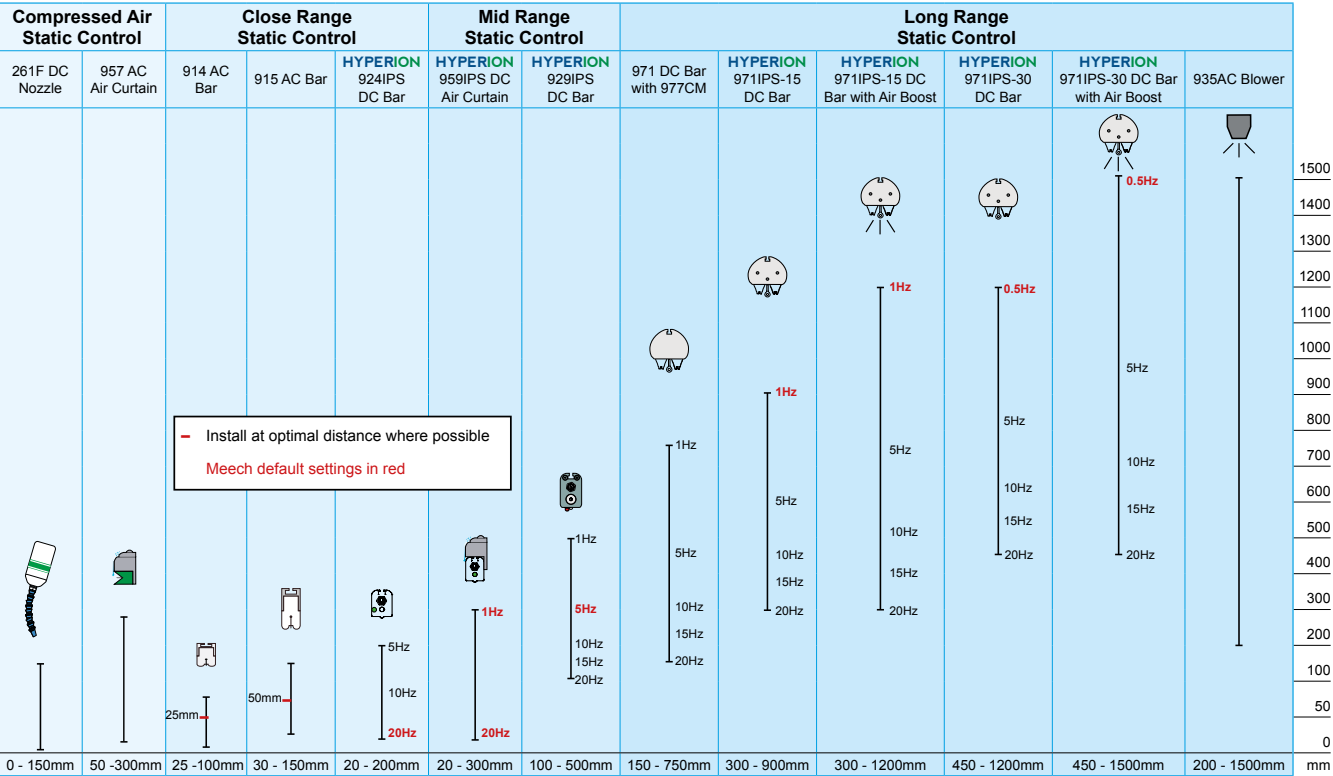 Compressed Air
Static Control
Close Range
Static Control
Mid Range
Static Control
Long Range
Static Control
261F DC
Nozzle
957 AC
Air Curtain
914 AC
Bar
915 AC Bar
HYPERION
924IPS
DC Bar
HYPERION
959IPS DC
Air Curtain
HYPERION
929IPS
DC Bar
971 DC Bar
with 977CM
HYPERION
971IPS-15
DC Bar
HYPERION
971IPS-15 DC
Bar with Air Boost
HYPERION
971IPS-30
DC Bar
HYPERION
971IPS-30 DC Bar
with Air Boost
935AC Blower
Install at optimal distance where possible
Meech default settings in red
25mm
50mm
5Hz
10Hz
20Hz
1Hz
20Hz
1Hz
5Hz
10Hz
15Hz
20Hz
1Hz
5Hz
10Hz
15Hz
20Hz
1Hz
5Hz
10Hz
15Hz
20Hz
1Hz
5Hz
10Hz
15Hz
20Hz
0.5Hz
5Hz
10Hz
15Hz
20Hz
0.5Hz
5Hz
10Hz
15Hz
20Hz
1500
1400
1300
1200
1100
1000
900
800
700
600
500
400
300
200
100
50
0
mm
0 - 150mm
50 -300mm
25 -100mm
30 - 150mm
20 - 200mm
20 - 300mm
100 - 500mm
150 - 750mm
300 - 900mm
300 - 1200mm
450 - 1200mm
450 - 1500mm
200 - 1500mm